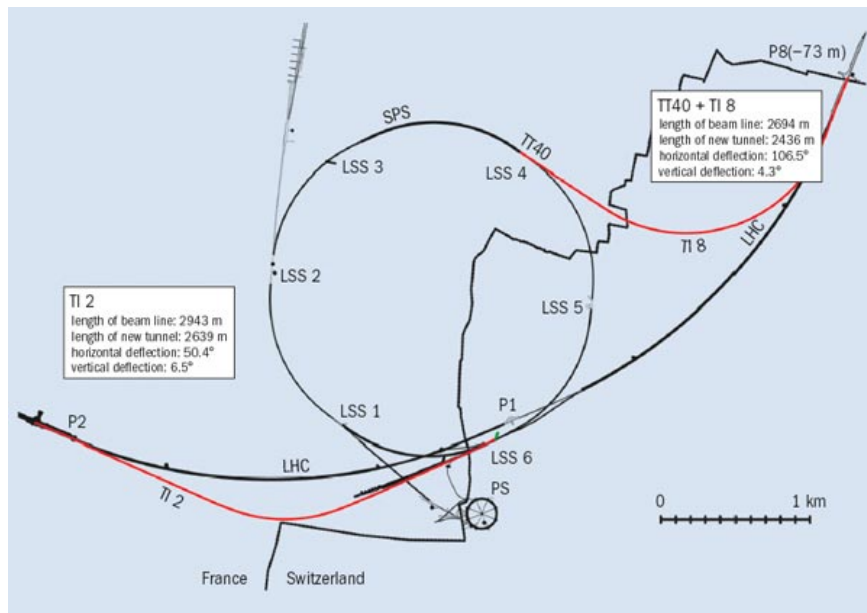 P8(−73 m)
TT40 + TI 8
length of beam line: 2694 m
length of new tunnel: 2436 m
horizontal deflection: 106.5°
vertical deflection: 4.3°
SPS
TT40
LSS 3
LSS 4
TI 8
LHC
LSS 2
LSS 5
TI 2
length of beam line: 2943 m
length of new tunnel: 2639 m
horizontal deflection: 50.4°
vertical deflection: 6.5°
LSS 1
P1
P2
LHC
LSS 6
TI 2
PS
0 1 km
France Switzerland